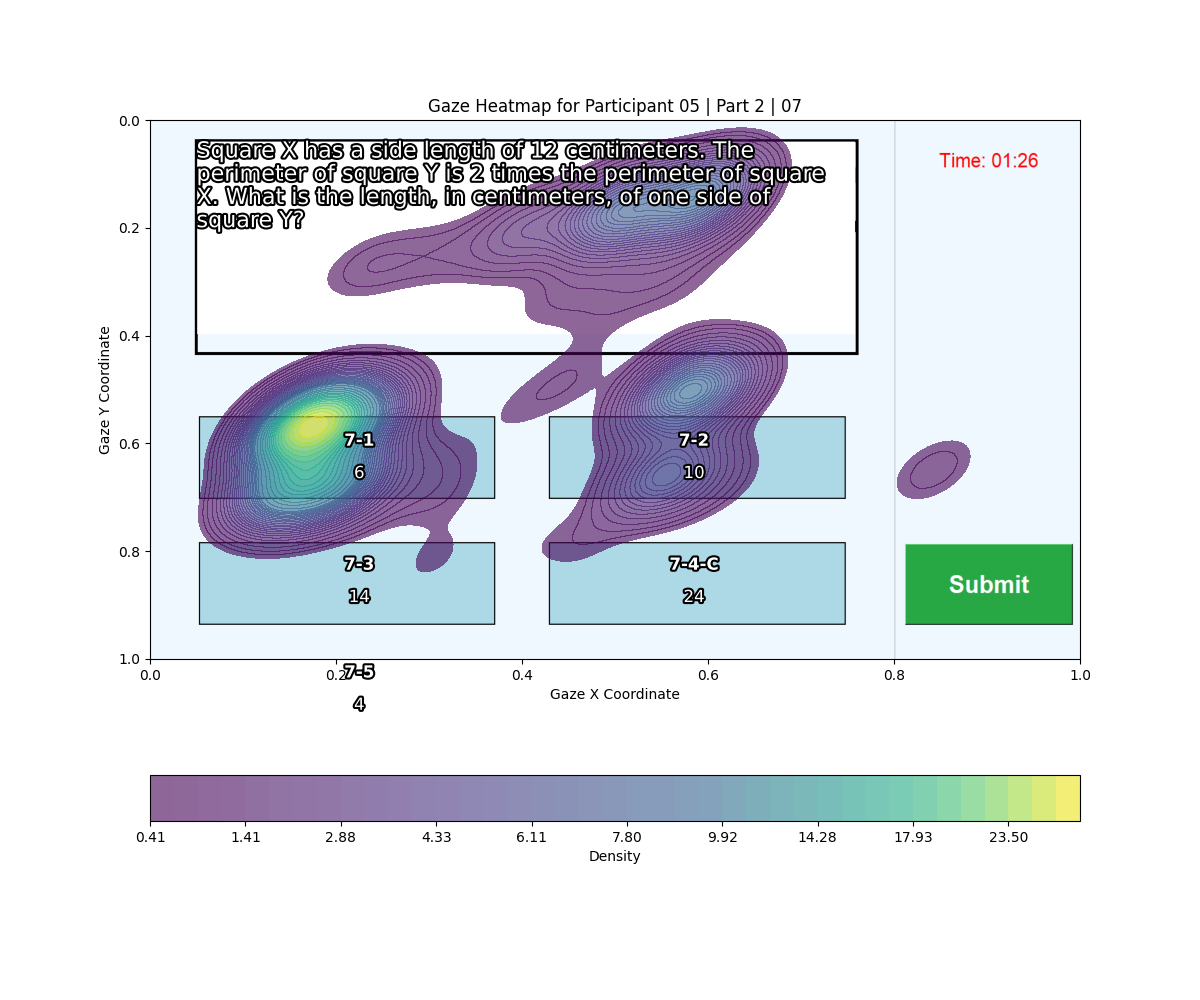 Gaze Heatmap for Participant 05 | Part 2 | 07
0.0
Square X has a side length of 12 centimeters. The
perimeter of square Y is 2 times the perimeter of square
X. What is the length, in centimeters, of one side of
square Y?
Time: 01:26
0.2
0.4
Gaze Y Coordinate
0.6
7-1
6
7-2
10
0.8
7-3
14
7-4-C
24
Submit
1.0
0.0
0.2
7-5
0.4
0.6
0.8
1.0
Gaze X Coordinate
4
0.41
1.41
2.88
4.33
6.11
7.80
9.92
14.28
17.93
23.50
Density